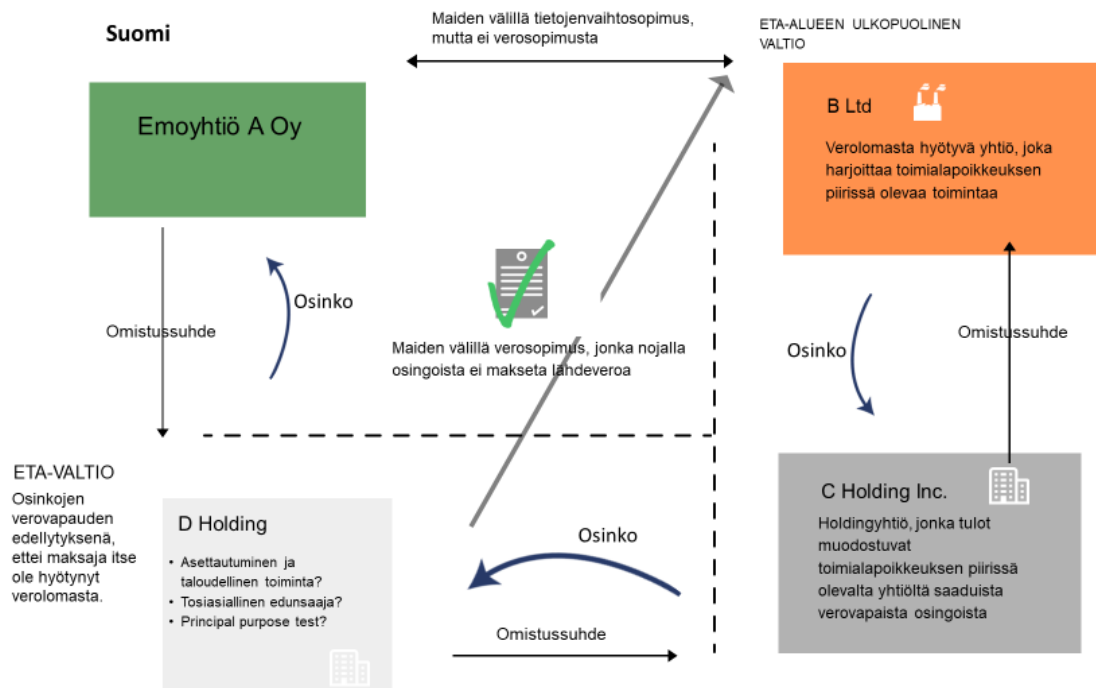 Suomi
Maiden välillä tietojenvaihtosopimus,
mutta ei verosopimusta
ETA-ALUEEN ULKOPUOLINEN
VALTIO
Emoyhtiö A Oy
B Ltd
Verolomasta hyötyvä yhtiö, joka
harjoittaa toimialapoikkeuksen
piirissä olevaa toimintaa
Osinko
Omistussuhde
Maiden välillä verosopimus, jonka nojalla
osingoista ei makseta lähdeveroa
Osinko
Omistussuhde
ETA-VALTIO
Osinkojen
verovapauden
edellytyksenä,
ettei maksaja itse
ole hyötynyt
verolomasta.
D Holding
• Asettautuminen ja
taloudellinen toiminta?
• Tosiasiallinen edunsaaja?
• Principal purpose test?
Osinko
Omistussuhde
C Holding Inc.
Holdingyhtiö, jonka tulot
muodostuvat
toimialapoikkeuksen piirissä
olevalta yhtiöltä saaduista
verovapaista osingoista